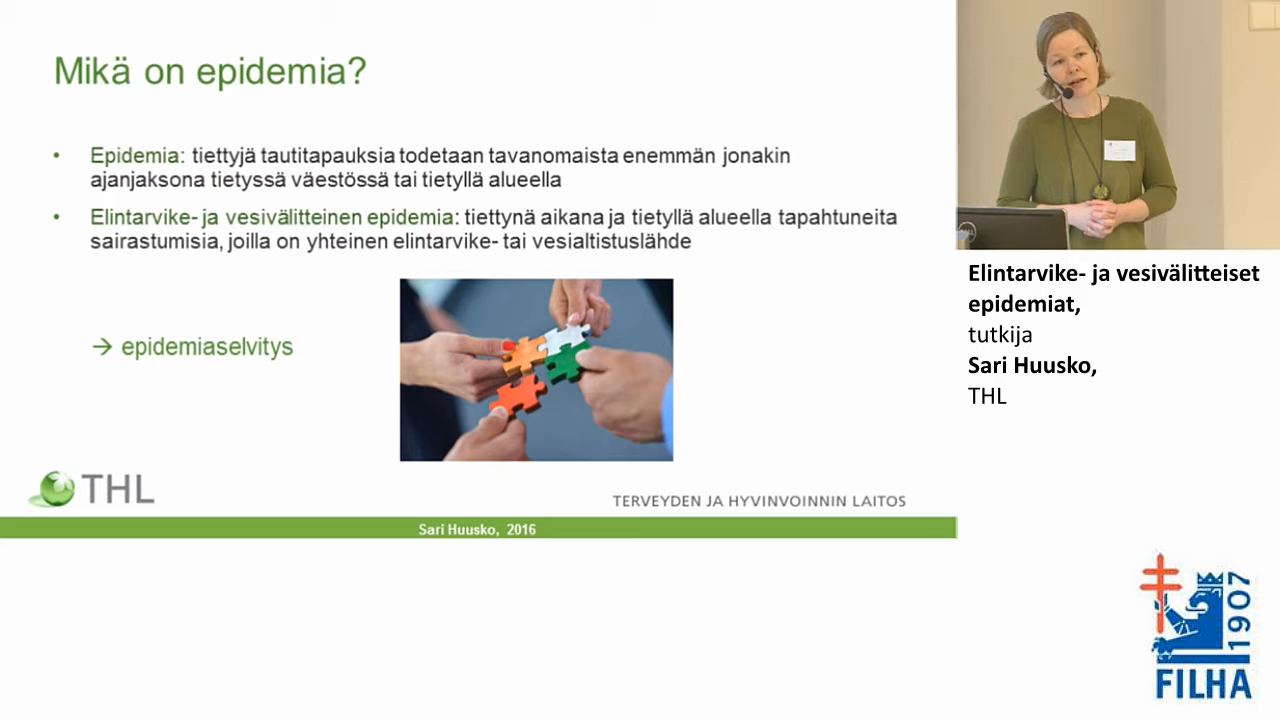 Mikä on epidemia?
• Epidemia: tiettyjä tautitapauksia todetaan tavanomaista enemmän jonakin
ajanjaksona tietyssä väestössä tai tietyllä alueella
• Elintarvike- ja vesivälitteinen epidemia: tiettynä aikana ja tietyllä alueella tapahtuneita
sairastumisia, joilla on yhteinen elintarvike- tai vesialtistuslähde
→ epidemiaselvitys
THL
TERVEYDEN JA HYVINVOINNIN LAITOS
Sari Huusko, 2016
Elintarvike- ja vesivälitteiset
epidemiat,
tutkija
Sari Huusko,
THL
1907
FILHA